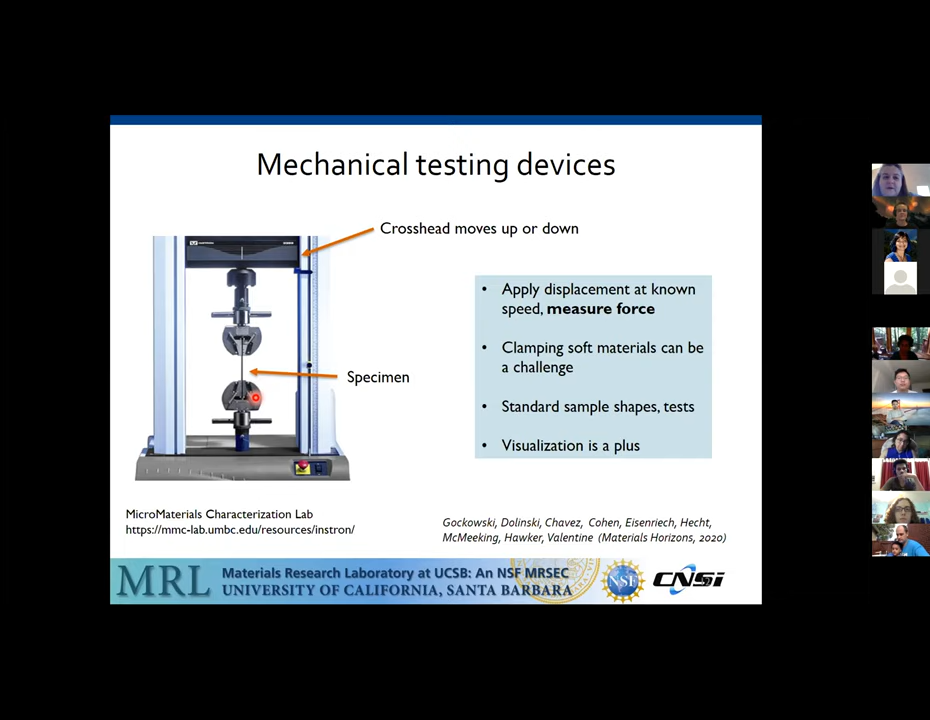 Mechanical testing devices
Crosshead moves up or down
Specimen
• Apply displacement at known
speed, measure force
• Clamping soft materials can be
a challenge
• Standard sample shapes, tests
• Visualization is a plus
MicroMaterials Characterization Lab
https://mmc-lab.umbc.edu/resources/instron/
Gockowski, Dolinski, Chavez, Cohen, Eisenriech, Hecht,
McMeeking, Hawker, Valentine (Materials Horizons, 2020)
MRL
Materials Research Laboratory at UCSB: An NSF MRSEC
UNIVERSITY OF CALIFORNIA, SANTA BARBARA
NSF
CNSi